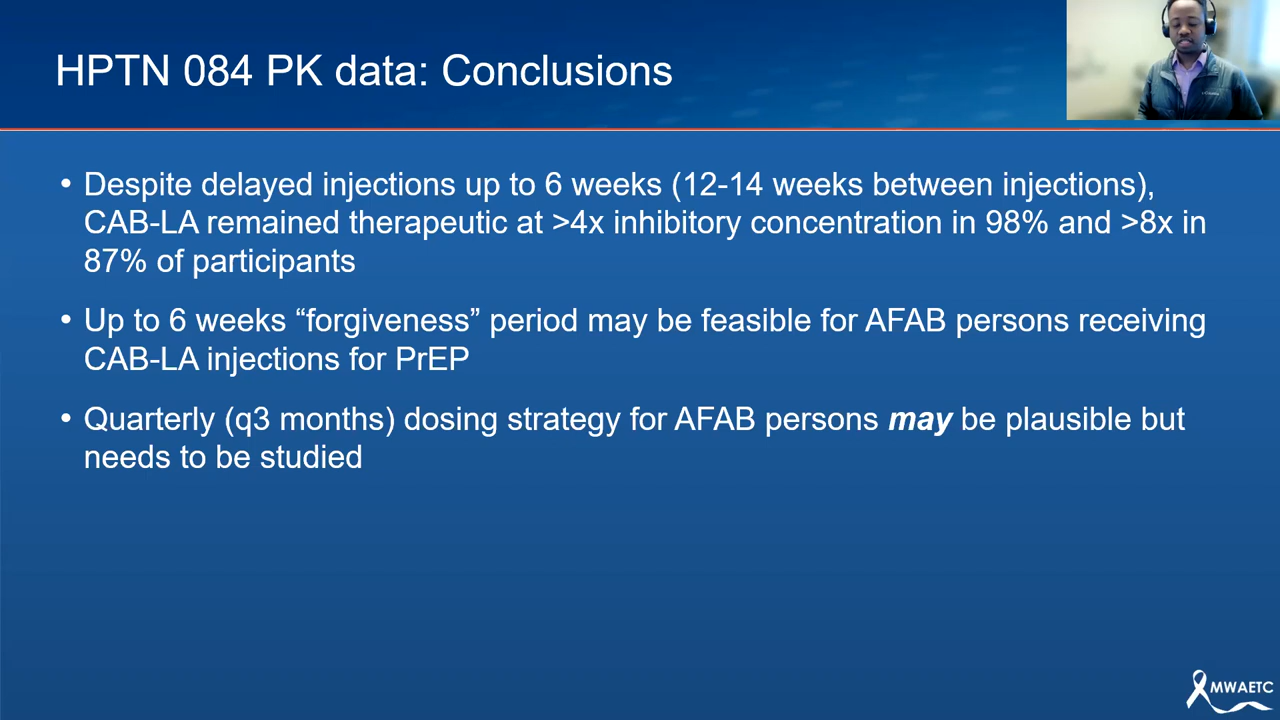 HPTN 084 PK data: Conclusions
• Despite delayed injections up to 6 weeks (12-14 weeks between injections),
CAB-LA remained therapeutic at >4x inhibitory concentration in 98% and >8x in
87% of participants
• Up to 6 weeks “forgiveness” period may be feasible for AFAB persons receiving
CAB-LA injections for PrEP
• Quarterly (q3 months) dosing strategy for AFAB persons may be plausible but
needs to be studied
MWAETC